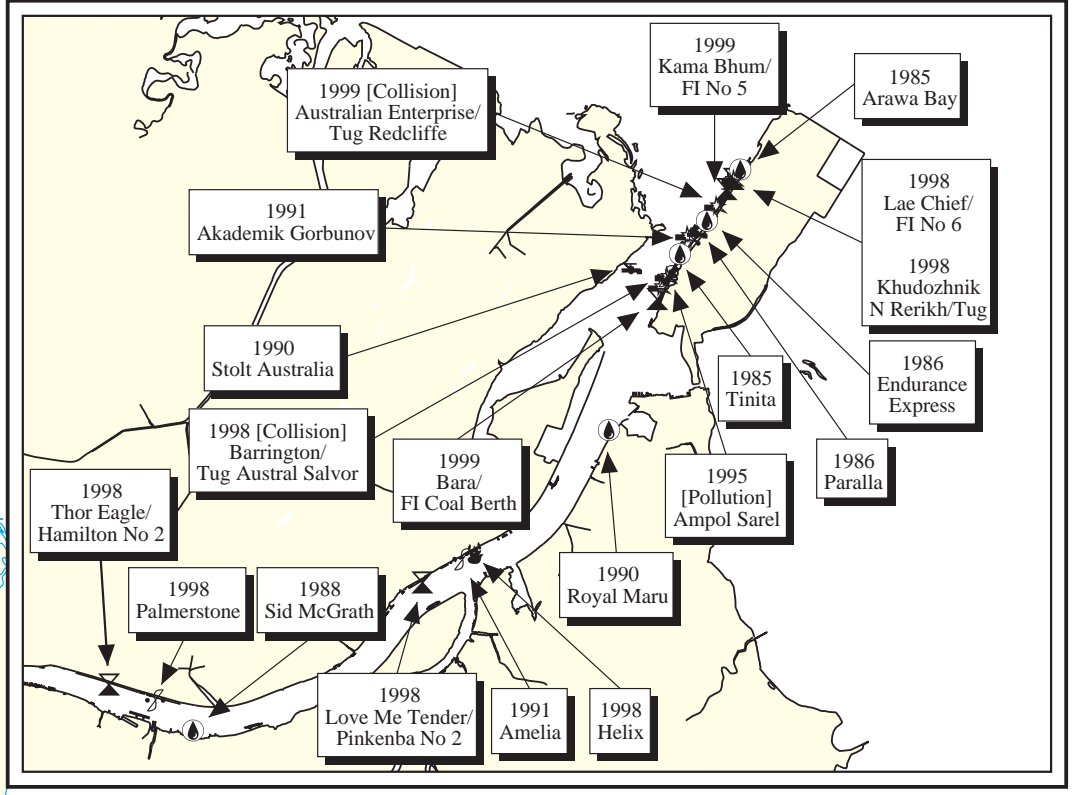 1999
Kama Bhum/
FI No 5
1985
Arawa Bay
1999 [Collision]
Australian Enterprise/
Tug Redcliffe
1998
Lae Chief/
FI No 6
1998
Khudozhnik
N Rerikh/Tug
1991
Akademik Gorbunov
1990
Stolt Australia
1985
Tinita
1986
Endurance
Express
1998 [Collision]
Barrington/
Tug Austral Salvor
1999
Bara/
FI Coal Berth
1995
[Pollution]
Ampol Sarel
1986
Paralla
1998
Thor Eagle/
Hamilton No 2
1998
Palmerstone
1988
Sid McGrath
1990
Royal Maru
1998
Love Me Tender/
Pinkenba No 2
1991
Amelia
1998
Helix